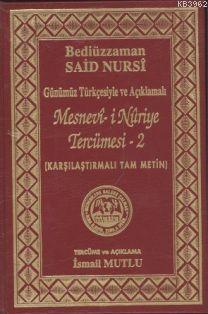 KB3962
Bediüzzaman
SAİD NURSÎ
Günümüz Türkçesiyle ve Açıklamalı
Mesnevî-i Nûriye
Tercümesi - 2
(KARŞILAŞTIRMALI TAM METİN)
TERCÜME ve AÇIKLAMA
İsmail MUTLU